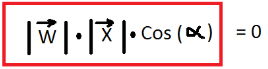 |W⃗| • |X⃗| • Cos (α) = 0